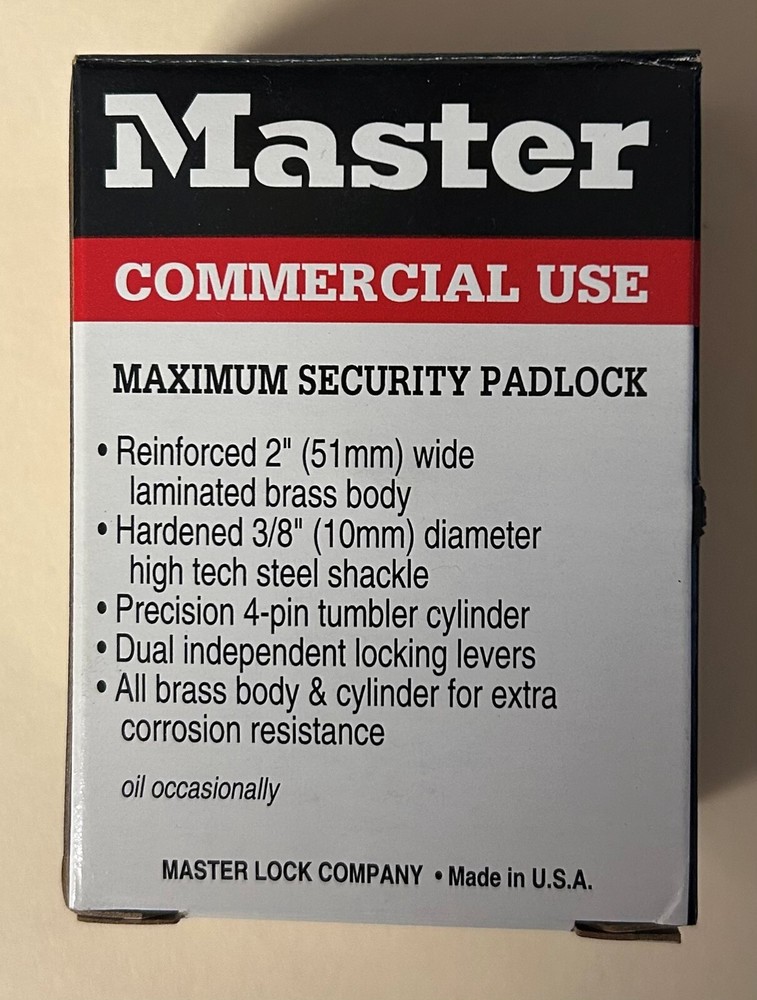 Master
COMMERCIAL USE
MAXIMUM SECURITY PADLOCK
• Reinforced 2" (51mm) wide
laminated brass body
• Hardened 3/8" (10mm) diameter
high tech steel shackle
• Precision 4-pin tumbler cylinder
• Dual independent locking levers
• All brass body & cylinder for extra
corrosion resistance
oil occasionally
MASTER LOCK COMPANY • Made in U.S.A.